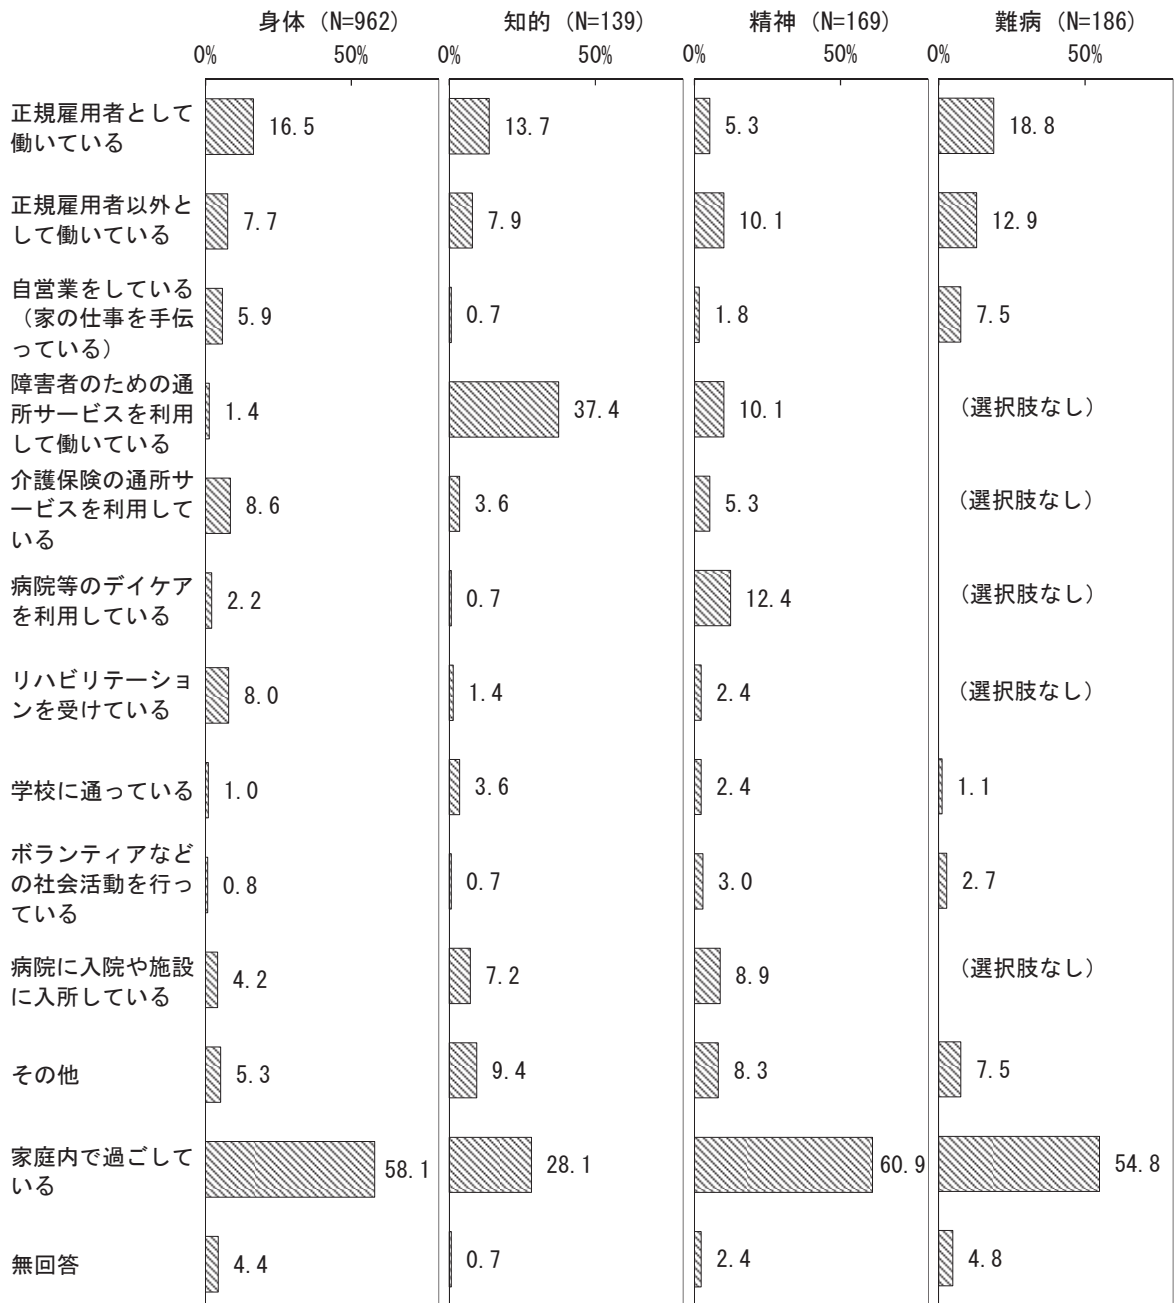 身体（N=962） 知的（N=139） 精神（N=169） 難病（N=186）
0% 50% 0% 50% 0% 50% 0% 50%
正規雇用者として
働いている
16.5 13.7 5.3 18.8
正規雇用者以外と
して働いている
7.7 7.9 10.1 12.9
自営業をしている
（家の仕事を手伝
っている）
5.9 0.7 1.8 7.5
障害者のための通
所サービスを利用
して働いている
1.4 37.4 10.1 （選択肢なし）
介護保険の通所サ
ービスを利用して
いる
8.6 3.6 5.3 （選択肢なし）
病院等のデイケア
を利用している
2.2 0.7 12.4 （選択肢なし）
リハビリテーショ
ンを受けている
8.0 1.4 2.4 （選択肢なし）
学校に通っている
1.0 3.6 2.4 1.1
ボランティアなど
の社会活動を行っ
ている
0.8 0.7 3.0 2.7
病院に入院や施設
に入所している
4.2 7.2 8.9 （選択肢なし）
その他
5.3 9.4 8.3 7.5
家庭内で過ごして
いる
58.1 28.1 60.9 54.8
無回答
4.4 0.7 2.4 4.8